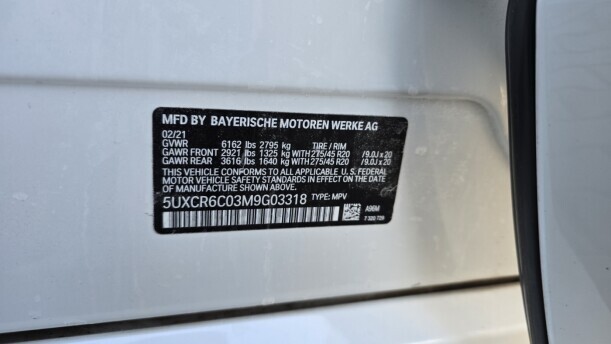 MFD BY BAYERISCHE MOTOREN WERKE AG
02/21
GVWR 6162 lbs 2795 kg TIRE / RIM
GAWR FRONT 2921 lbs 1325 kg WITH 275/45 R20 /9.0J x 20
GAWR REAR 3616 lbs 1640 kg WITH 275/45 R20 /9.0J x 20
THIS VEHICLE CONFORMS TO ALL APPLICABLE U.S. FEDERAL
MOTOR VEHICLE SAFETY STANDARDS IN EFFECT ON THE DATE OF
MANUFACTURE SHOWN ABOVE.
5UXCR6C03M9G03318 TYPE: MPV
A96M